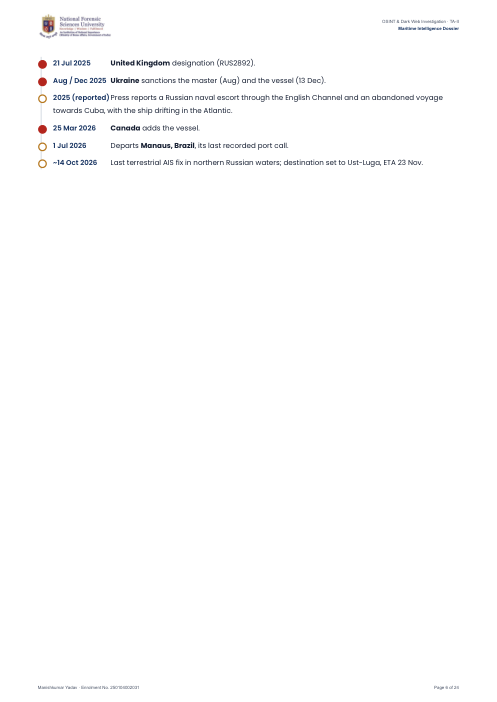 National Forensic
Sciences University
OSINT & Dark Web Investigation · TA-II
Maritime Intelligence Dossier
21 Jul 2025 United Kingdom designation (RUS2892).
Aug / Dec 2025 Ukraine sanctions the master (Aug) and the vessel (13 Dec).
2025 (reported) Press reports a Russian naval escort through the English Channel and an abandoned voyage
towards Cuba, with the ship drifting in the Atlantic.
25 Mar 2026 Canada adds the vessel.
1 Jul 2026 Departs Manaus, Brazil, its last recorded port call.
~14 Oct 2026 Last terrestrial AIS fix in northern Russian waters; destination set to Ust-Luga, ETA 23 Nov.
Enrolment No.
Page 6 of 24